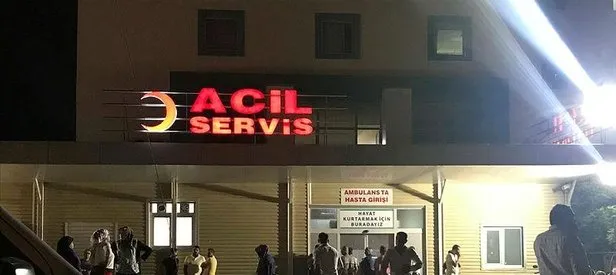 ACİL
SERVİS
AMBULANSTA
HASTA GİRİŞİ
HAYAT
KURTARMAK İÇİN
BURADAYIZ